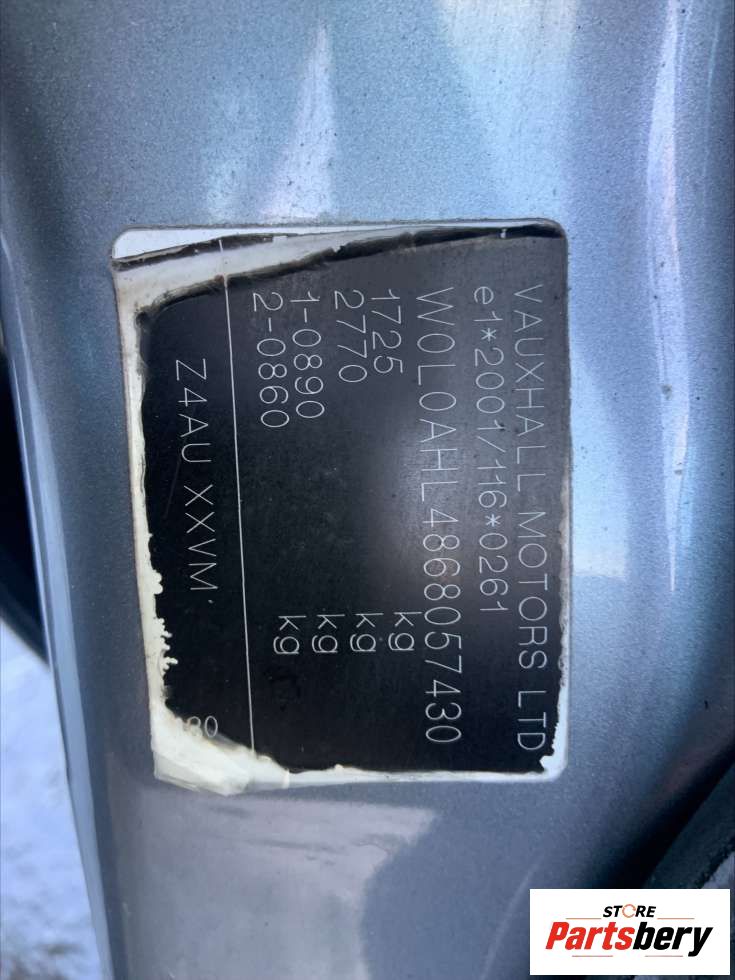 VAUXHALL MOTORS LTD
e1*2001/116*0261
W0L0AHL4868057430
1725 kg
2770 kg
1-0890 kg
2-0860 kg
Z4AU XXVM
STORE
Partsbery